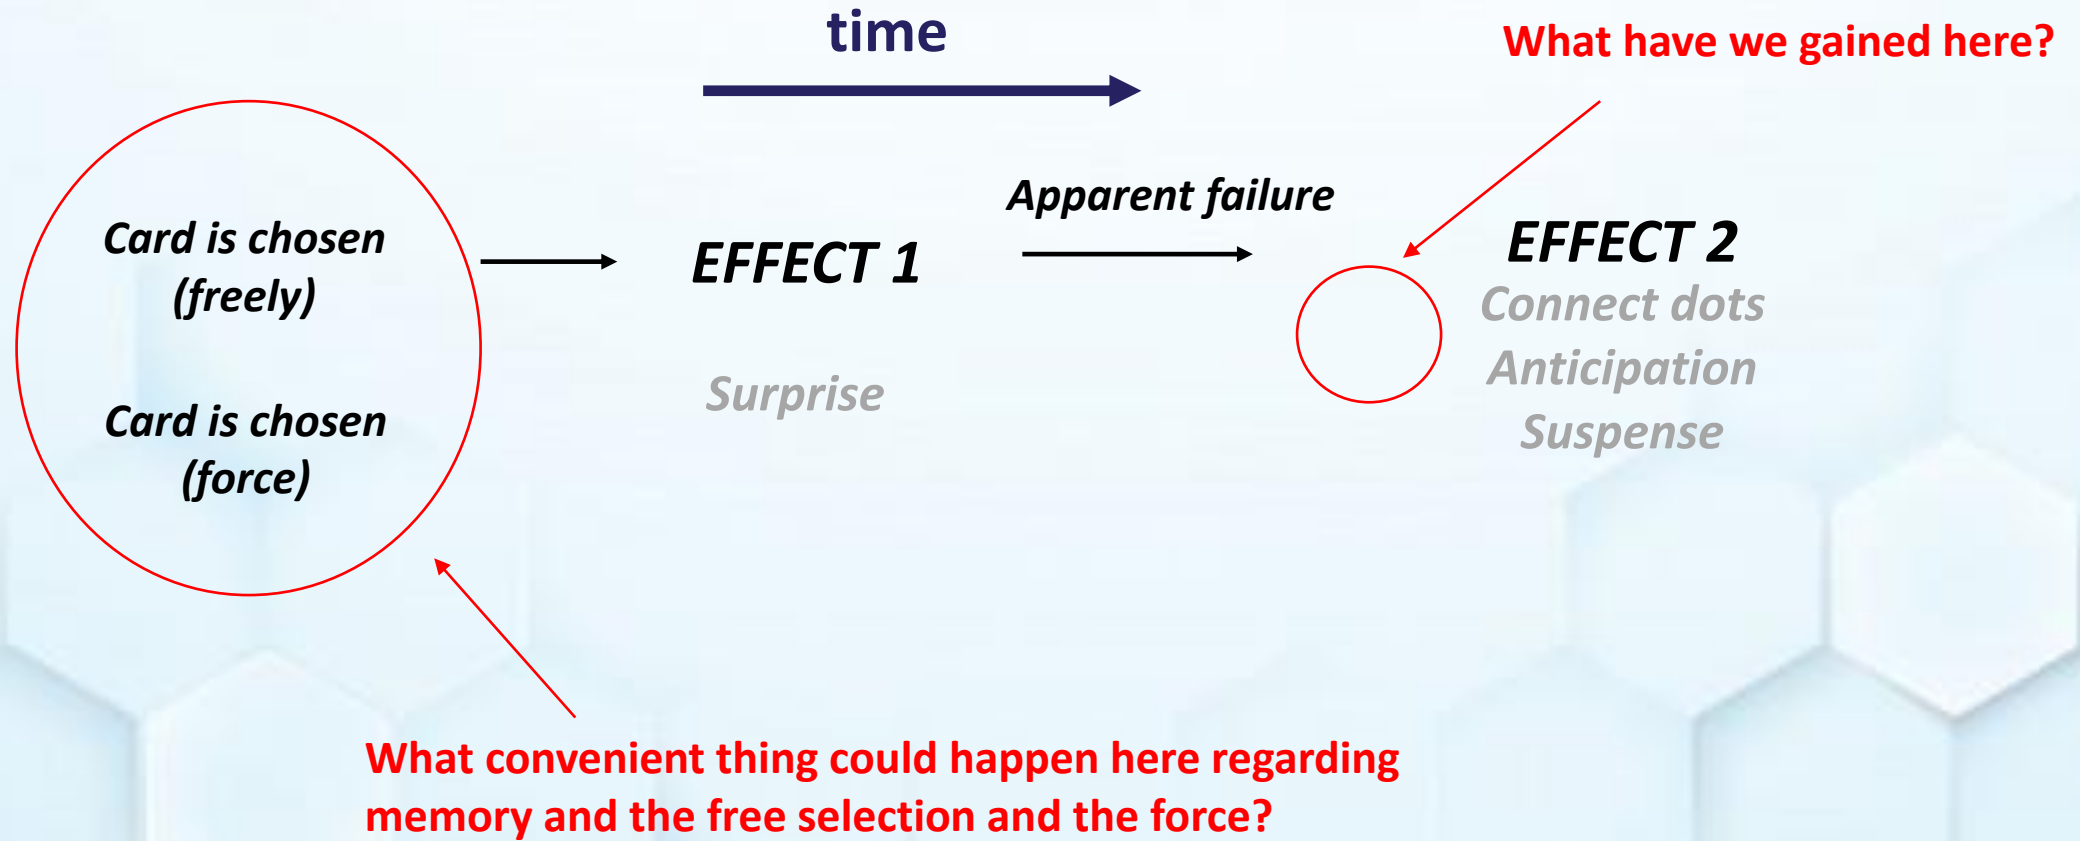 time
What have we gained here?
Card is chosen
(freely)
Card is chosen
(force)
EFFECT 1
Surprise
Apparent failure
EFFECT 2
Connect dots
Anticipation
Suspense
What convenient thing could happen here regarding
memory and the free selection and the force?